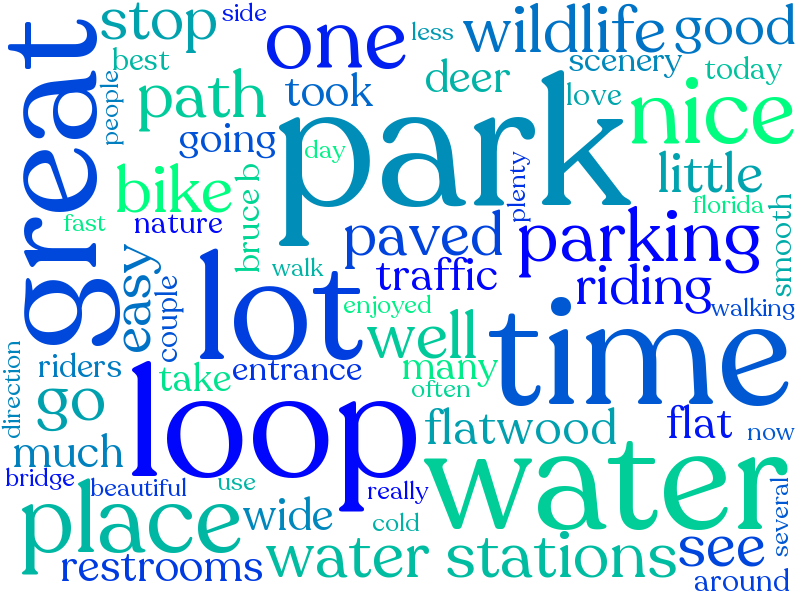 stop
side
one
less
wildlife
good
great
best
scenery
today
people
path
took
deer
love
nice
going
park
day
little
bike
bruce b
plenty
florida
fast
nature
paved
parking
smooth
easy
couple
walk
traffic
riding
lot
enjoyed
well
time
walking
direction
riders
take
entrance
many
often
go
loop
flatwood
flat
now
much
bridge
beautiful
use
really
water
several
place
wide
cold
restrooms
water stations
see
around